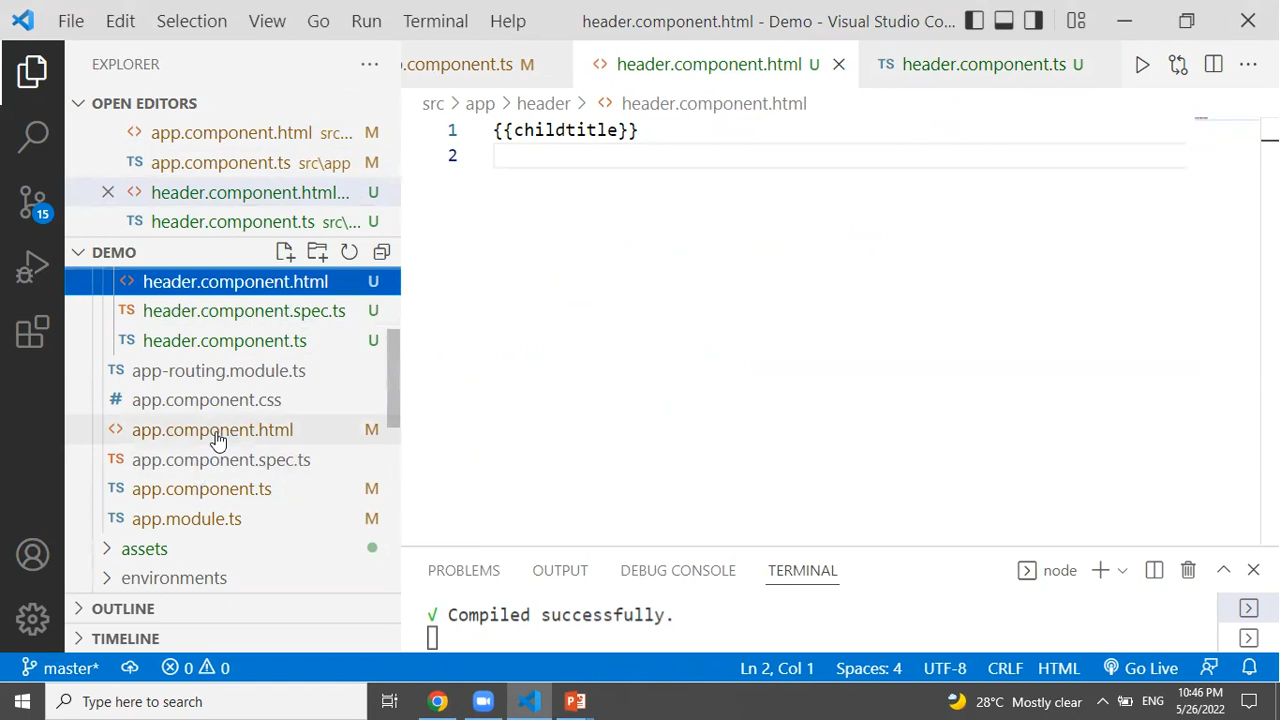 File Edit Selection View Go Run Terminal Help header.component.html - Demo - Visual Studio Co...
EXPLORER
OPEN EDITORS
app.component.html src... M
app.component.ts src\app M
header.component.html... U
header.component.ts src\... U
DEMO
header.component.html U
header.component.spec.ts U
header.component.ts U
app-routing.module.ts
app.component.css
app.component.html M
app.component.spec.ts
app.component.ts M
app.module.ts M
assets
environments
OUTLINE
TIMELINE
.component.ts M header.component.html U TS header.component.ts U
src > app > header > header.component.html
1 {{childtitle}}
2
PROBLEMS OUTPUT DEBUG CONSOLE TERMINAL node
√ Compiled successfully.
15
master* 0 0 Ln 2, Col 1 Spaces: 4 UTF-8 CRLF HTML Go Live
Type here to search 28°C Mostly clear ENG 10:46 PM
5/26/2022